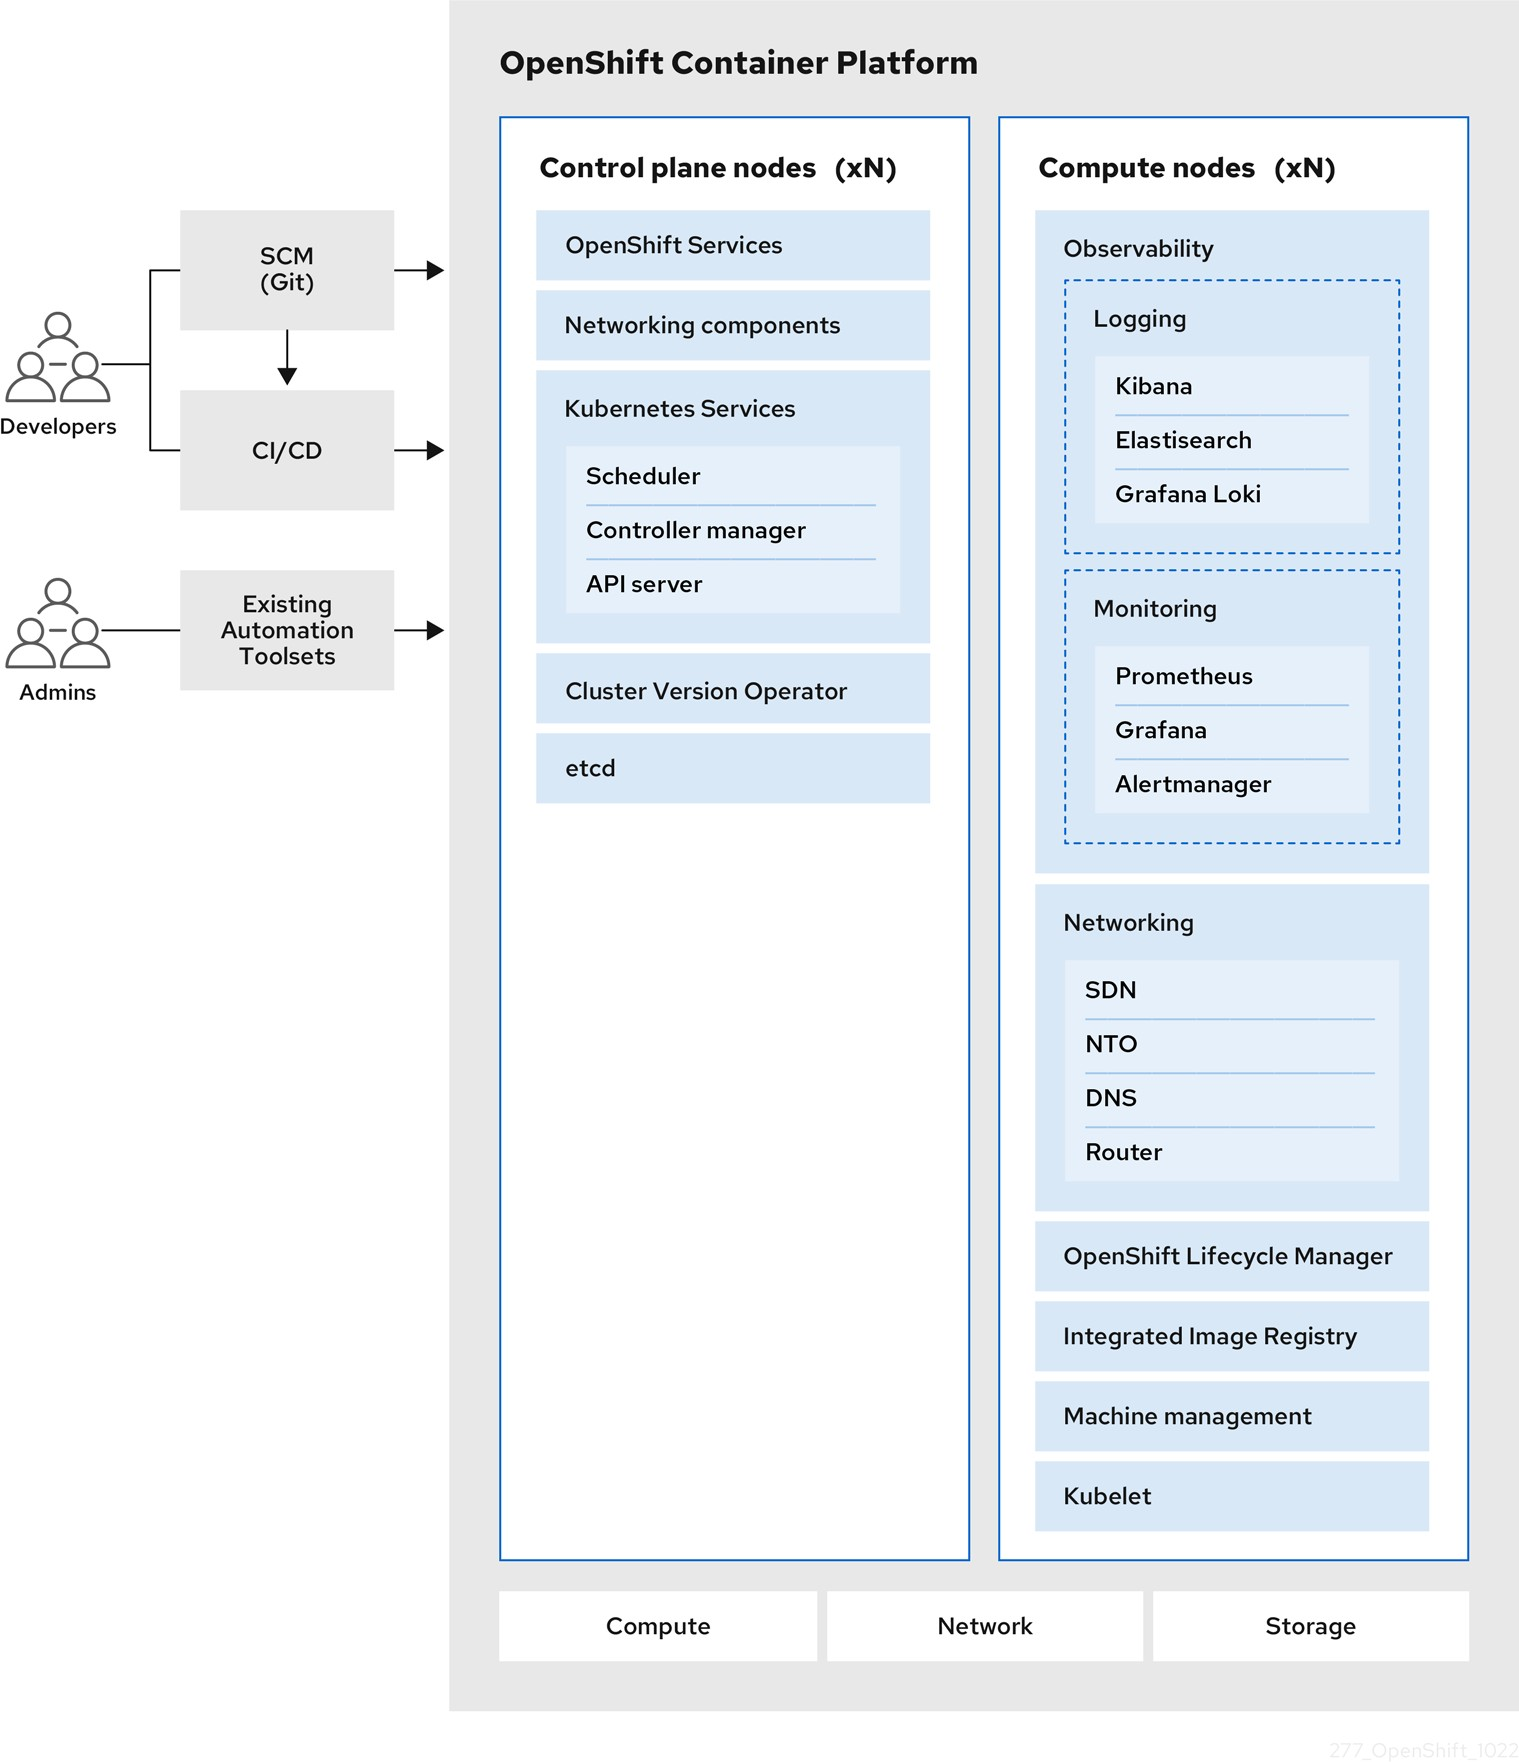 OpenShift Container Platform
SCM
(Git)
CI/CD
Developers
Existing
Automation
Toolsets
Admins
Control plane nodes (xN)
OpenShift Services
Networking components
Kubernetes Services
Scheduler
Controller manager
API server
Cluster Version Operator
etcd
Compute nodes (xN)
Observability
Logging
Kibana
Elastisearch
Grafana Loki
Monitoring
Prometheus
Grafana
Alertmanager
Networking
SDN
NTO
DNS
Router
OpenShift Lifecycle Manager
Integrated Image Registry
Machine management
Kubelet
Compute
Network
Storage
277_OpenShift_1022